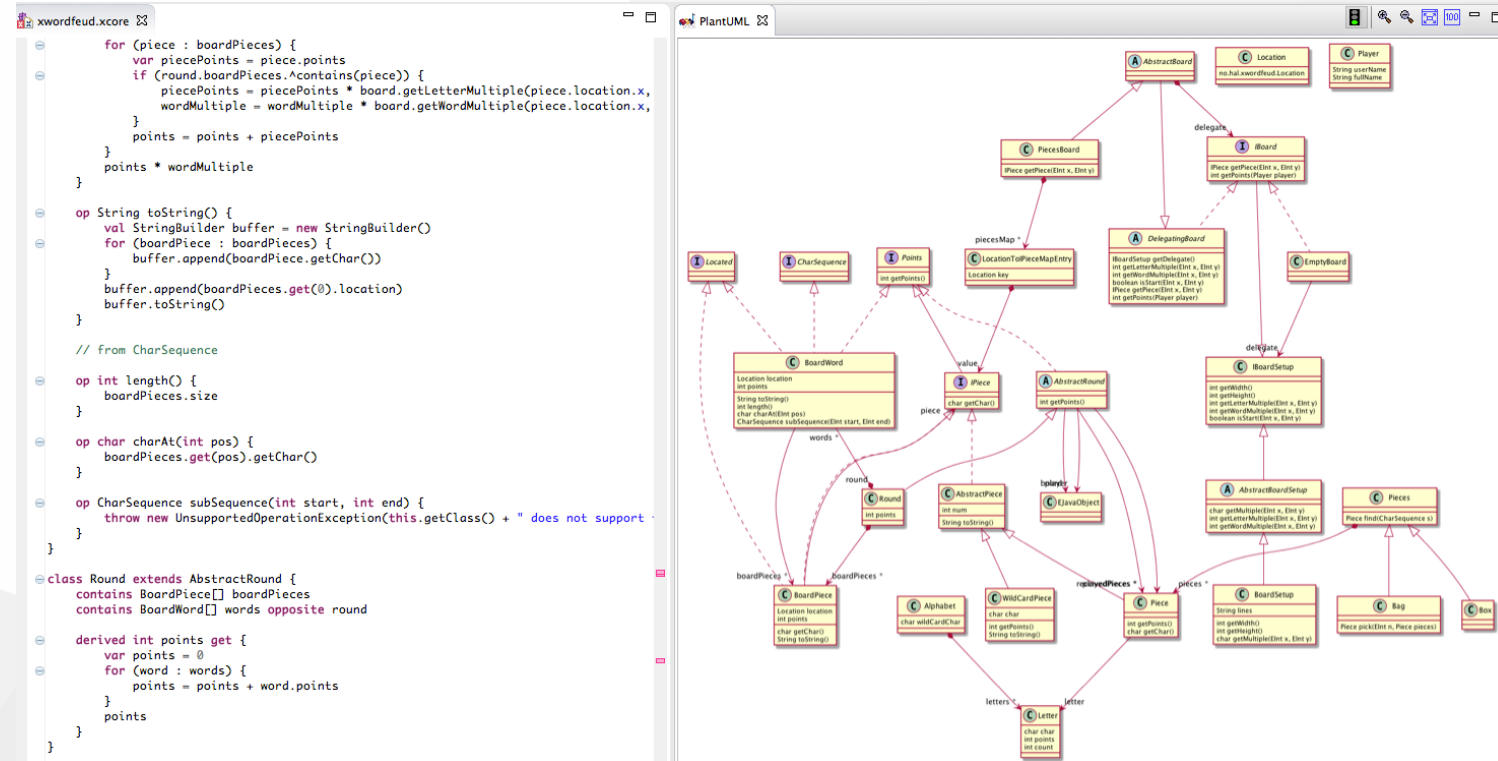 xwordfeud.xcore
for (piece : boardPieces) {
var piecePoints = piece.points
if (round.boardPieces.^contains(piece)) {
piecePoints = piecePoints * board.getLetterMultiple(piece.location.x,
wordMultiple = wordMultiple * board.getWordMultiple(piece.location.x,
}
points = points + piecePoints
}
points * wordMultiple
}
op String toString() {
val StringBuilder buffer = new StringBuilder()
for (boardPiece : boardPieces) {
buffer.append(boardPiece.getChar())
}
buffer.append(boardPieces.get(0).location)
buffer.toString()
}
// from CharSequence
op int length() {
boardPieces.size
}
op char charAt(int pos) {
boardPieces.get(pos).getChar()
}
op CharSequence subSequence(int start, int end) {
throw new UnsupportedOperationException(this.getClass() + " does not support
}
}
class Round extends AbstractRound {
contains BoardPiece[] boardPieces
contains BoardWord[] words opposite round
derived int points get {
var points = 0
for (word : words) {
points = points + word.points
}
points
}
}
PlantUML
100
A AbstractBoard
C Location
no.hal.xwordfeud.Location
C Player
String userName
String fullName
delegate
C PiecesBoard
IPiece getPiece(EInt x, EInt y)
I IBoard
IPiece getPiece(EInt x, EInt y)
int getPoints(Player player)
piecesMap *
A DelegatingBoard
IBoardSetup getDelegate()
int getLetterMultiple(EInt x, EInt y)
int getWordMultiple(EInt x, EInt y)
boolean isStart(EInt x, EInt y)
IPiece getPiece(EInt x, EInt y)
int getPoints(Player player)
I Located
I CharSequence
I Points
int getPoints()
C LocationToIPieceMapEntry
Location key
C EmptyBoard
delegate
C BoardWord
Location location
int points
String toString()
int length()
char charAt(EInt pos)
CharSequence subSequence(EInt start, EInt end)
value
I IPiece
char getChar()
piece
A AbstractRound
int getPoints()
C IBoardSetup
int getWidth()
int getHeight()
int getLetterMultiple(EInt x, EInt y)
int getWordMultiple(EInt x, EInt y)
boolean isStart(EInt x, EInt y)
words *
round
C Round
int points
C AbstractPiece
int num
String toString()
C EJavaObject
A AbstractBoardSetup
char getMultiple(EInt x, EInt y)
int getLetterMultiple(EInt x, EInt y)
int getWordMultiple(EInt x, EInt y)
C Pieces
Piece find(CharSequence s)
boardPieces *
boardPieces *
pieces *
C BoardPiece
Location location
int points
char getChar()
String toString()
C Alphabet
char wildCardChar
C WildCardPiece
char char
int getPoints()
String toString()
C Piece
int getPoints()
char getChar()
C BoardSetup
String lines
int getWidth()
int getHeight()
char getMultiple(EInt x, EInt y)
C Bag
Piece pick(EInt n, Piece pieces)
C Box
letters *
letter
C Letter
char char
int points
int count